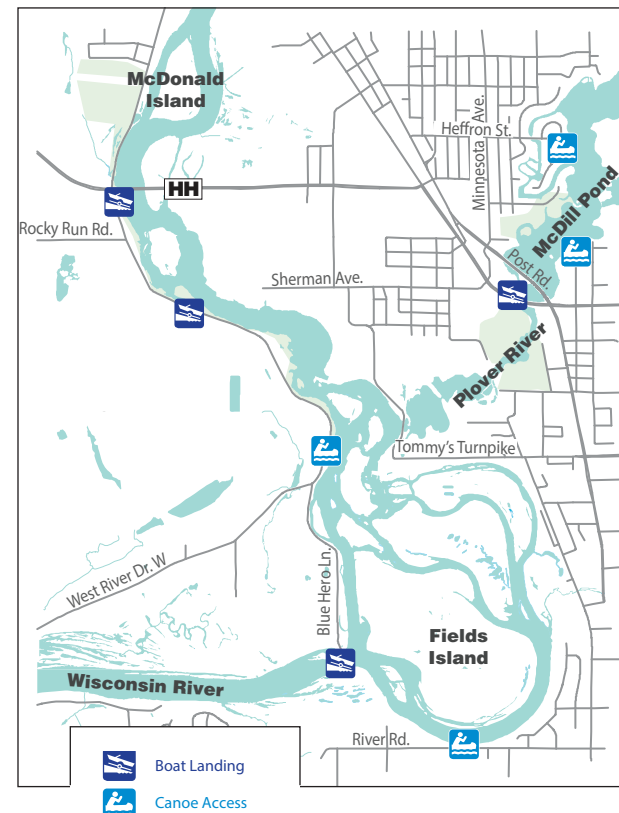 McDonald
Island
Minnesota Ave.
Heffron St.
HH
McDill Pond
Rocky Run Rd.
Post Rd.
Sherman Ave.
Plover River
Tommy's Turnpike
West River Dr. W
Blue Hero Ln.
Fields
Island
Wisconsin River
River Rd.
Boat Landing
Canoe Access